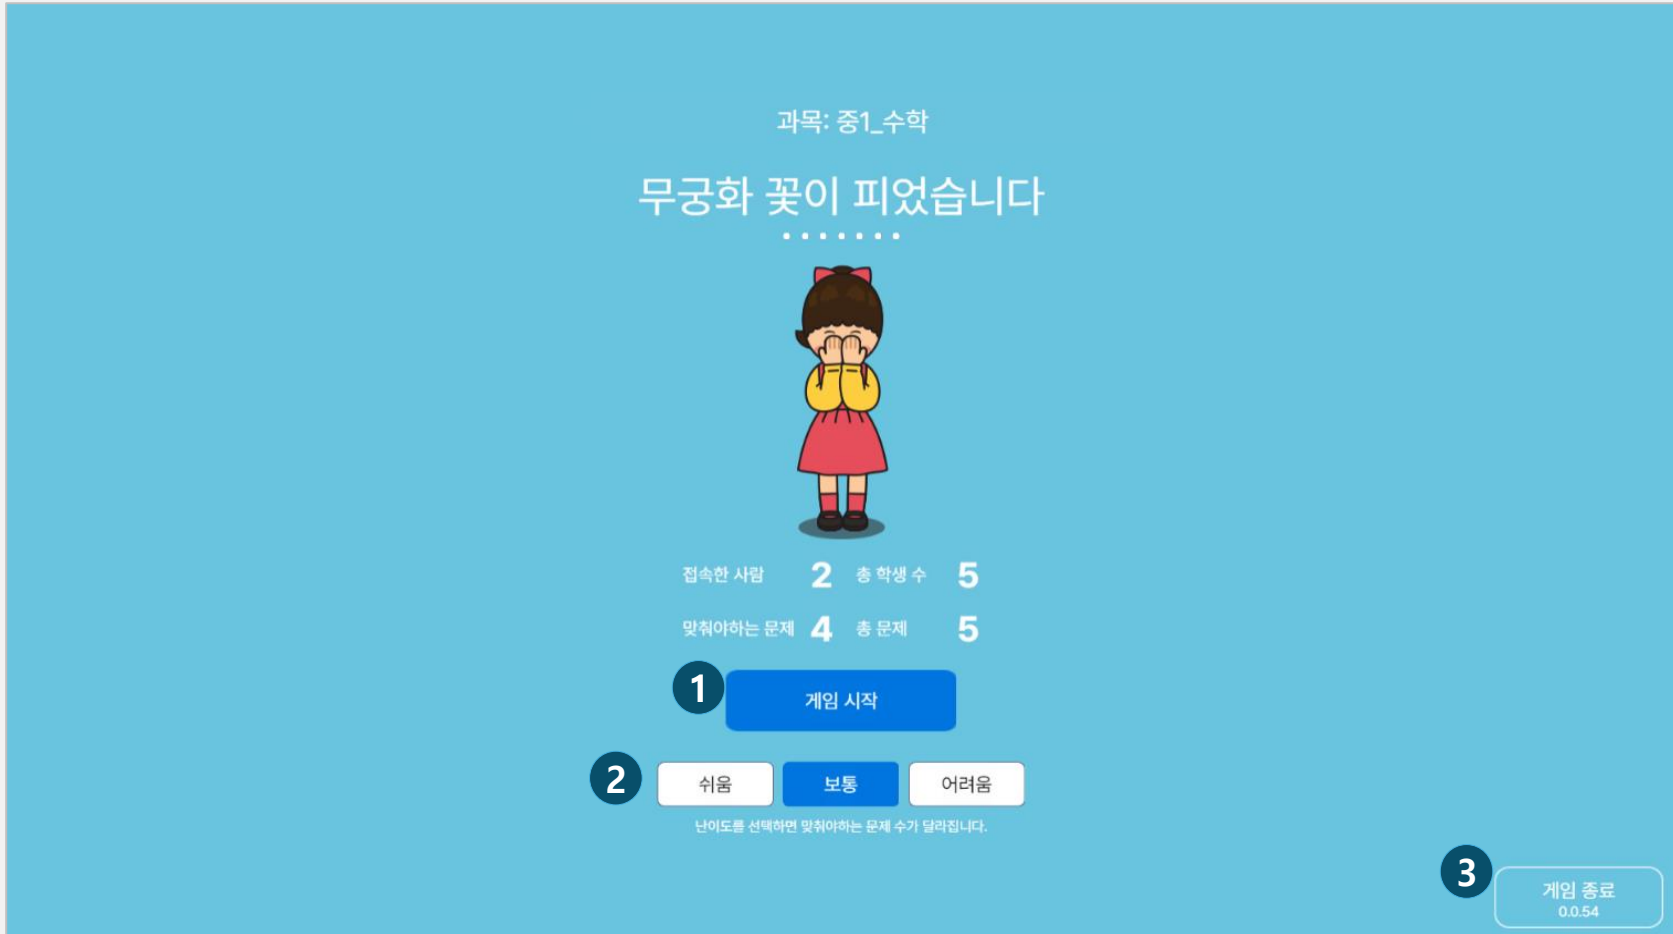 과목: 중1_수학
무궁화 꽃이 피었습니다
접속한 사람 2 총 학생 수 5
맞춰야하는 문제 4 총 문제 5
1 게임 시작
2 쉬움 보통 어려움
난이도를 선택하면 맞춰야하는 문제 수가 달라집니다.
3 게임 종료
0.0.54